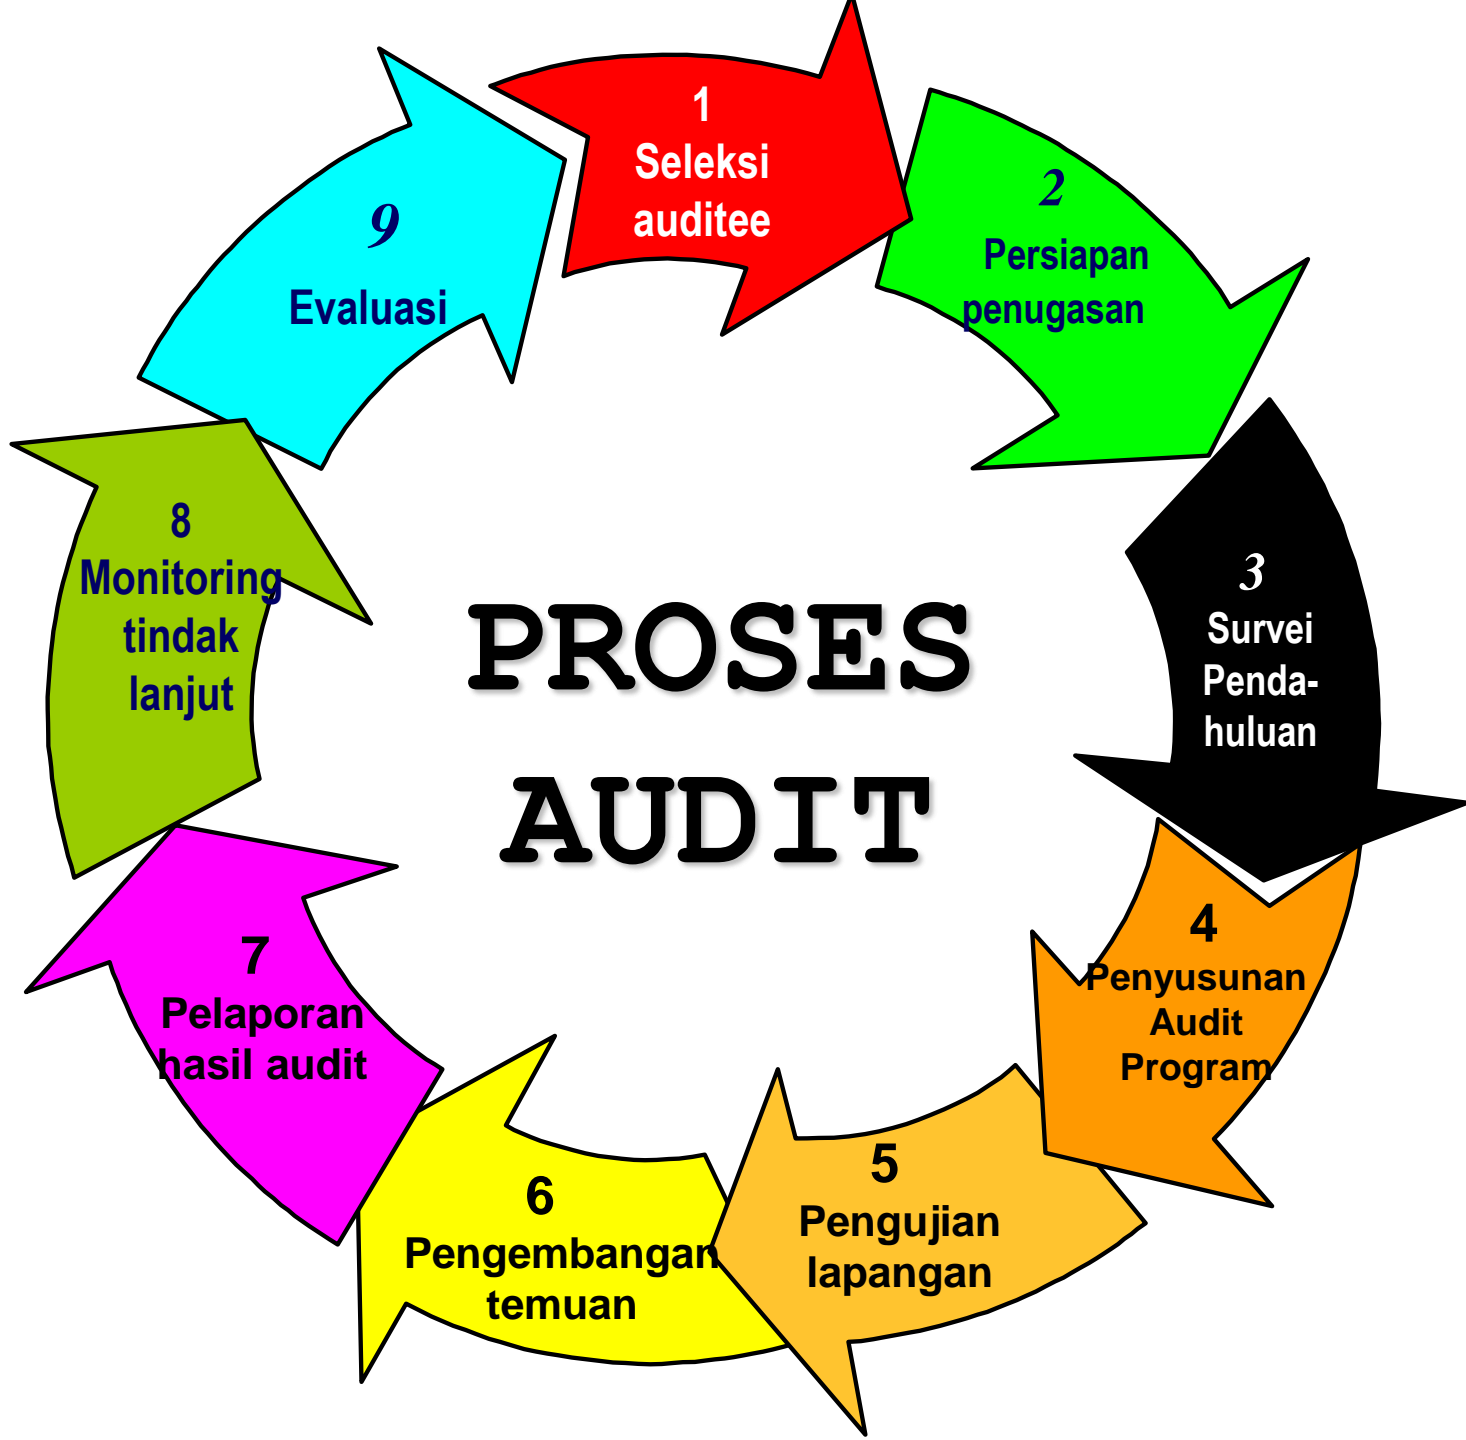 1
Seleksi
auditee
2
Persiapan
penugasan
3
Survei
Penda-
huluan
4
Penyusunan
Audit
Program
5
Pengujian
lapangan
6
Pengembangan
temuan
7
Pelaporan
hasil audit
8
Monitoring
tindak
lanjut
9
Evaluasi
PROSES
AUDIT